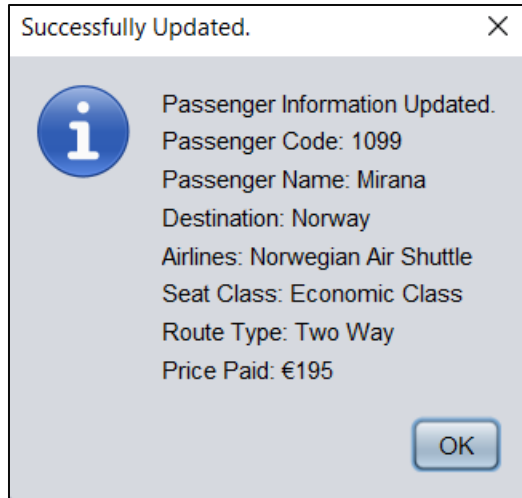 Successfully Updated.
Passenger Information Updated.
Passenger Code: 1099
Passenger Name: Mirana
Destination: Norway
Airlines: Norwegian Air Shuttle
Seat Class: Economic Class
Route Type: Two Way
Price Paid: €195
OK